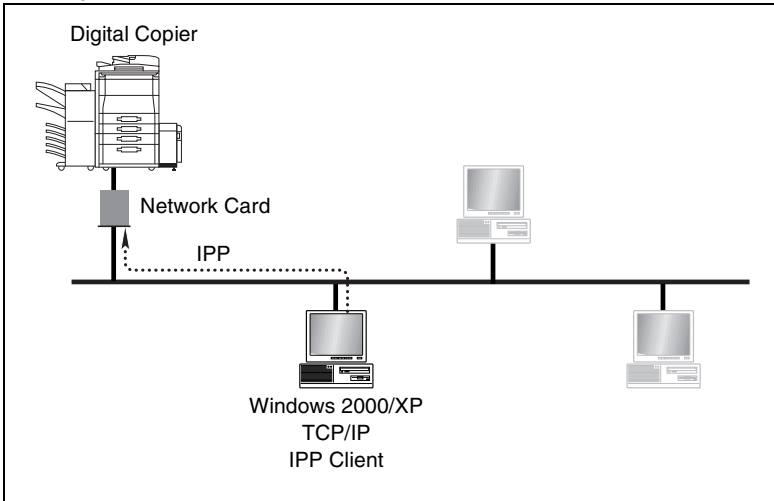 Digital Copier
Network Card
IPP
Windows 2000/XP
TCP/IP
IPP Client